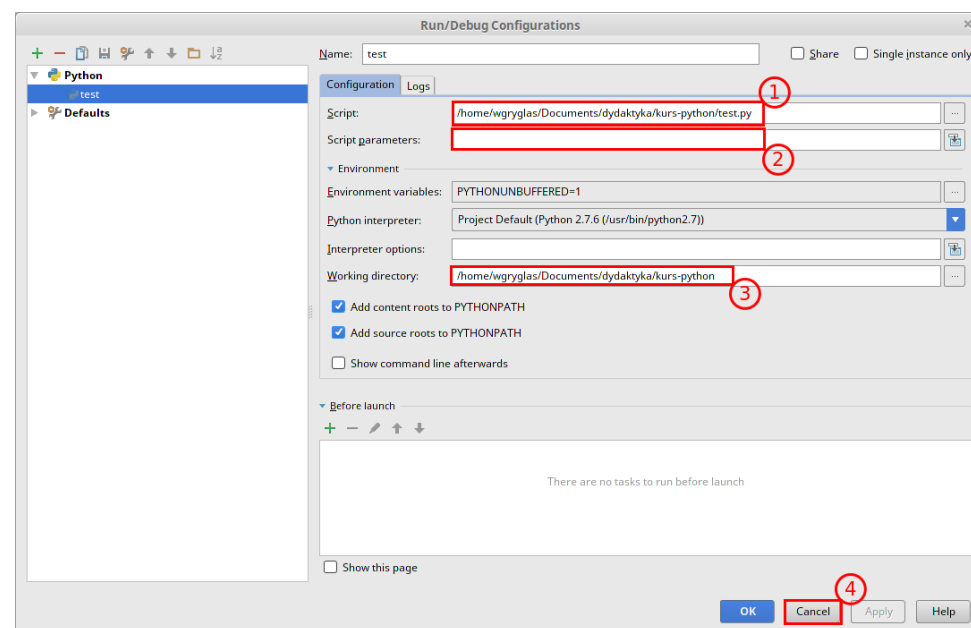 Run/Debug Configurations
Name: test Share Single instance only
Python
test
Defaults
Configuration Logs
1
Script: /home/wgryglas/Documents/dydaktyka/kurs-python/test.py ...
Script parameters:
2
Environment
Environment variables: PYTHONUNBUFFERED=1 ...
Python interpreter: Project Default (Python 2.7.6 (/usr/bin/python2.7))
Interpreter options:
Working directory: /home/wgryglas/Documents/dydaktyka/kurs-python ...
3
Add content roots to PYTHONPATH
Add source roots to PYTHONPATH
Show command line afterwards
Before launch
There are no tasks to run before launch
Show this page
4
OK Cancel Apply Help